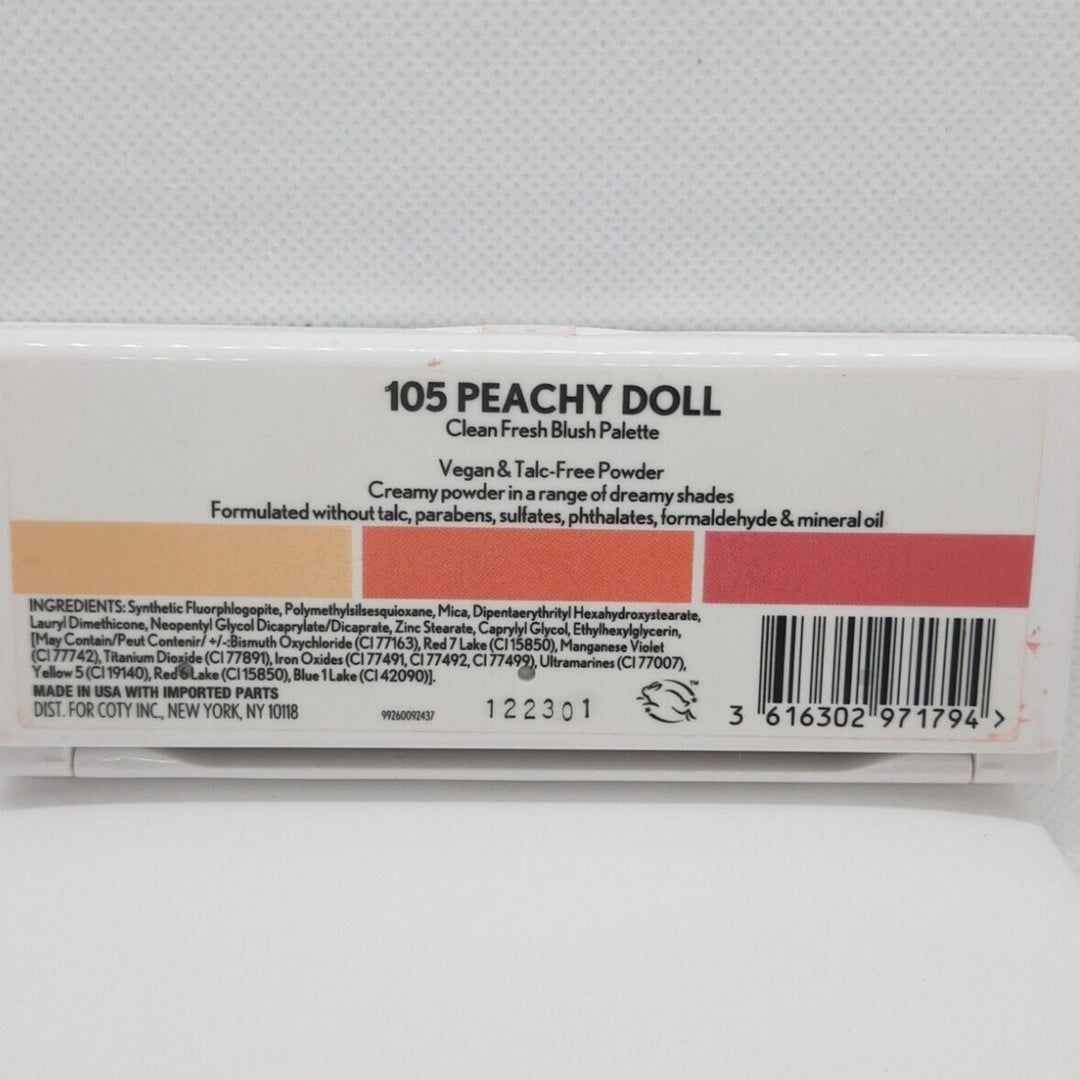 105 PEACHY DOLL
Clean Fresh Blush Palette
Vegan & Talc-Free Powder
Creamy powder in a range of dreamy shades
Formulated without talc, parabens, sulfates, phthalates, formaldehyde & mineral oil
INGREDIENTS: Synthetic Fluorphlogopite, Polymethylsilsesquioxane, Mica, Dipentaerythrityl Hexahydroxystearate,
Lauryl Dimethicone, Neopentyl Glycol Dicaprylate/Dicaprate, Zinc Stearate, Caprylyl Glycol, Ethylhexylglycerin,
[May Contain/Peut Contenir/ +/-:Bismuth Oxychloride (CI 77163), Red 7 Lake (CI 15850), Manganese Violet
(CI 77742), Titanium Dioxide (CI 77891), Iron Oxides (CI 77491, CI 77492, CI 77499), Ultramarines (CI 77007),
Yellow 5 (CI 19140), Red 6 Lake (CI 15850), Blue 1 Lake (CI 42090)].
MADE IN USA WITH IMPORTED PARTS
DIST. FOR COTY INC., NEW YORK, NY 10118
99260092437
122301
TM
3 616302 971794 >